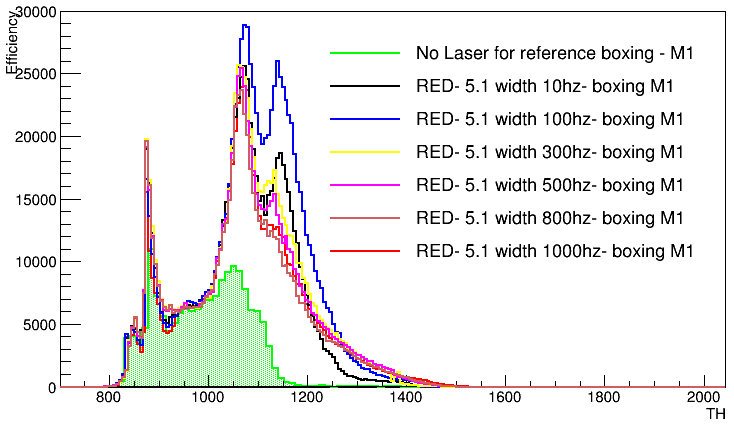 Efficiency
30000
25000
20000
15000
10000
5000
0
No Laser for reference boxing - M1
RED- 5.1 width 10hz- boxing M1
RED- 5.1 width 100hz- boxing M1
RED- 5.1 width 300hz- boxing M1
RED- 5.1 width 500hz- boxing M1
RED- 5.1 width 800hz- boxing M1
RED- 5.1 width 1000hz- boxing M1
800 1000 1200 1400 1600 1800 2000
TH